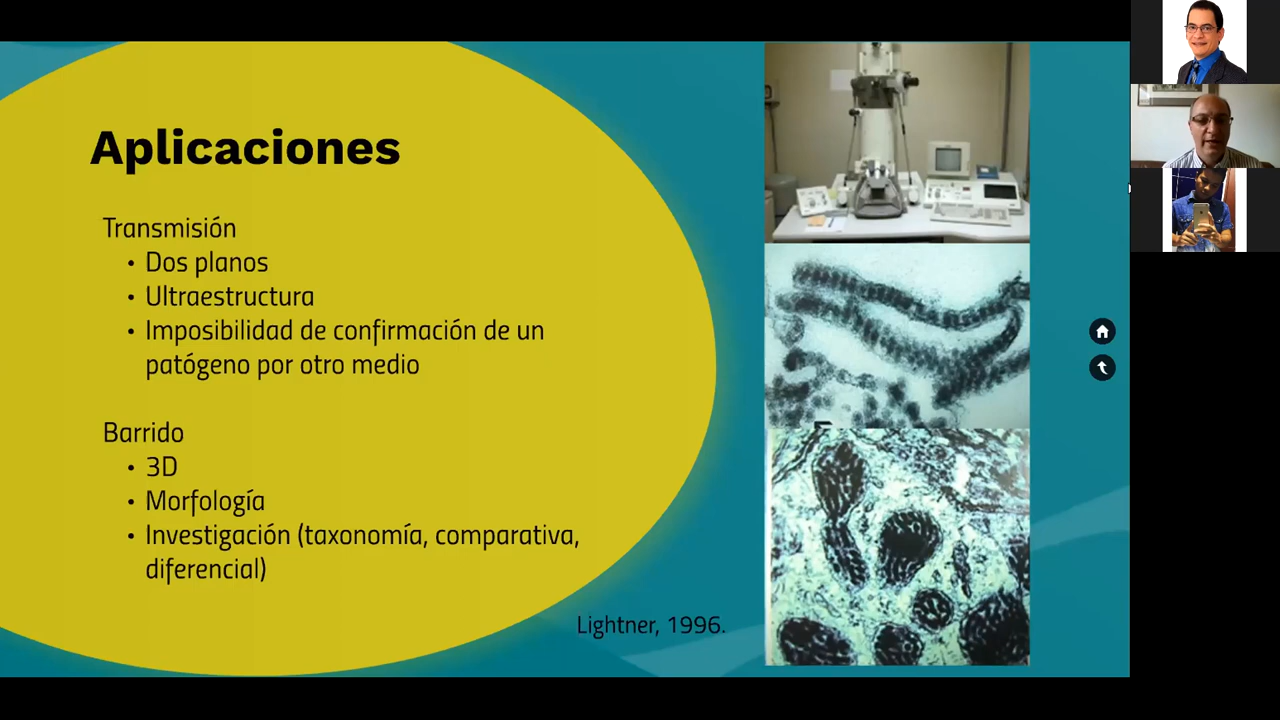 Aplicaciones
Transmisión
• Dos planos
• Ultraestructura
• Imposibilidad de confirmación de un
patógeno por otro medio
Barrido
• 3D
• Morfología
• Investigación (taxonomía, comparativa,
diferencial)
Lightner, 1996.